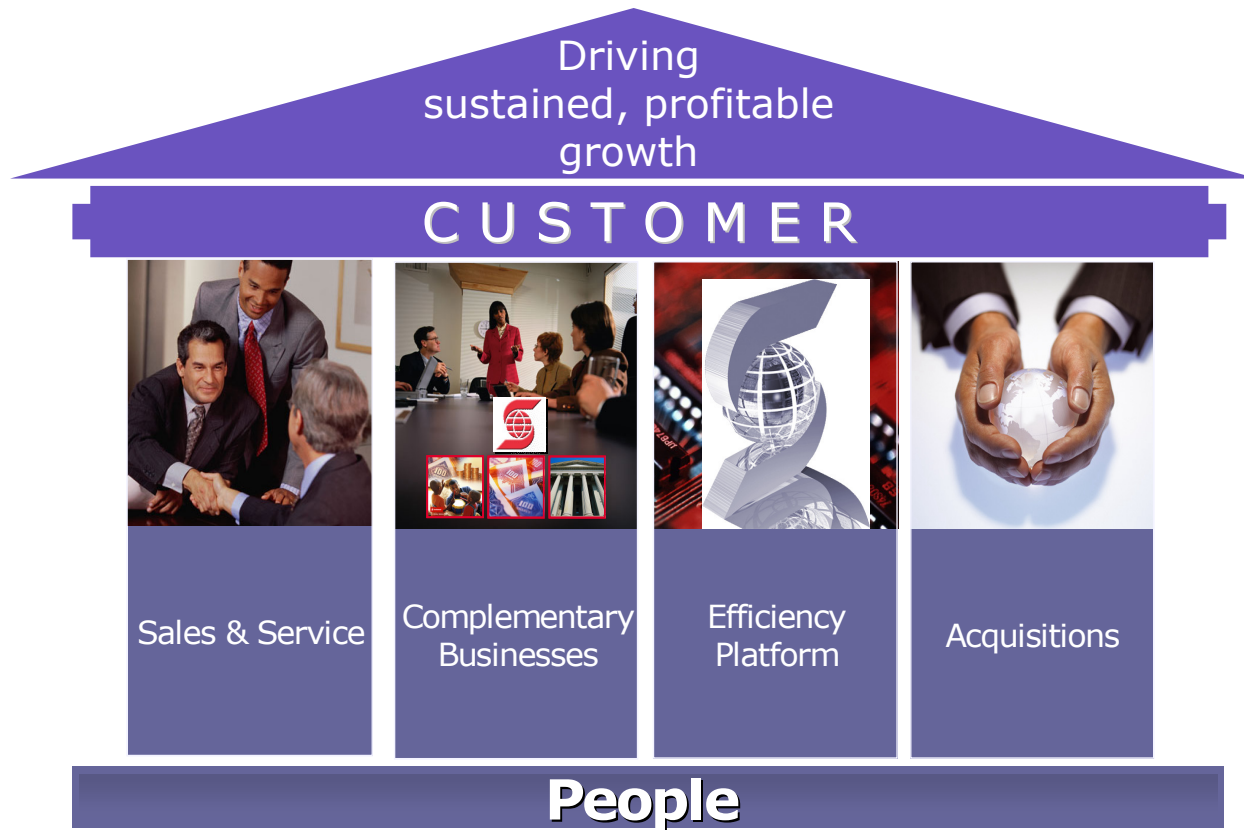 Driving
sustained, profitable
growth
CUSTOMER
Sales & Service
Complementary
Businesses
Efficiency
Platform
Acquisitions
People